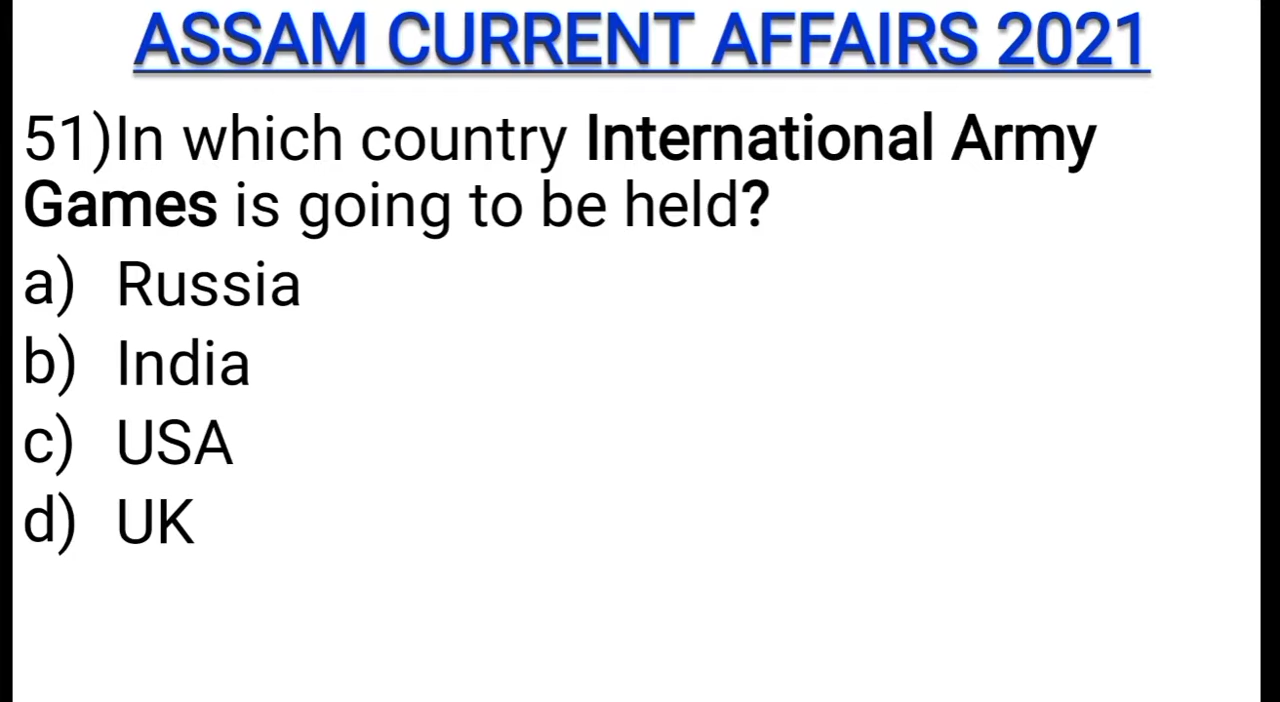 ASSAM CURRENT AFFAIRS 2021
51)In which country International Army
Games is going to be held?
a) Russia
b) India
c) USA
d) UK